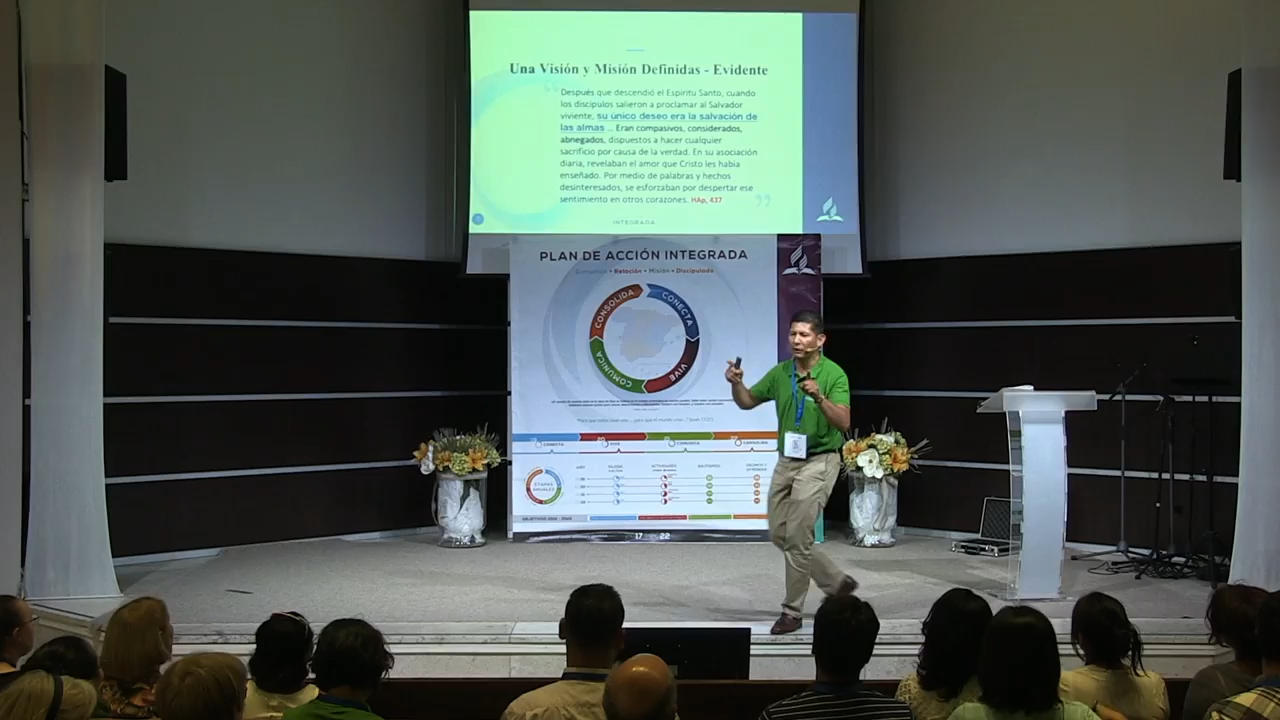 Una Visión y Misión Definidas - Evidente
Después que descendió el Espíritu Santo, cuando
los discípulos salieron a proclamar al Salvador
viviente, su único deseo era la salvación de
las almas ... Eran compasivos, considerados,
abnegados, dispuestos a hacer cualquier
sacrificio por causa de la verdad. En su asociación
diaria, revelaban el amor que Cristo les había
enseñado. Por medio de palabras y hechos
desinteresados, se esforzaban por despertar ese
sentimiento en otros corazones. HAp, 437
INTEGRADA
PLAN DE ACCIÓN INTEGRADA
• Relación • Misión • Discipulado
CONSOLIDA
CONECTA
COMUNICA
VIVE
CONECTA
VIVE
COMUNICA
CONSOLIDA
ETAPAS
ANUALES
17
22